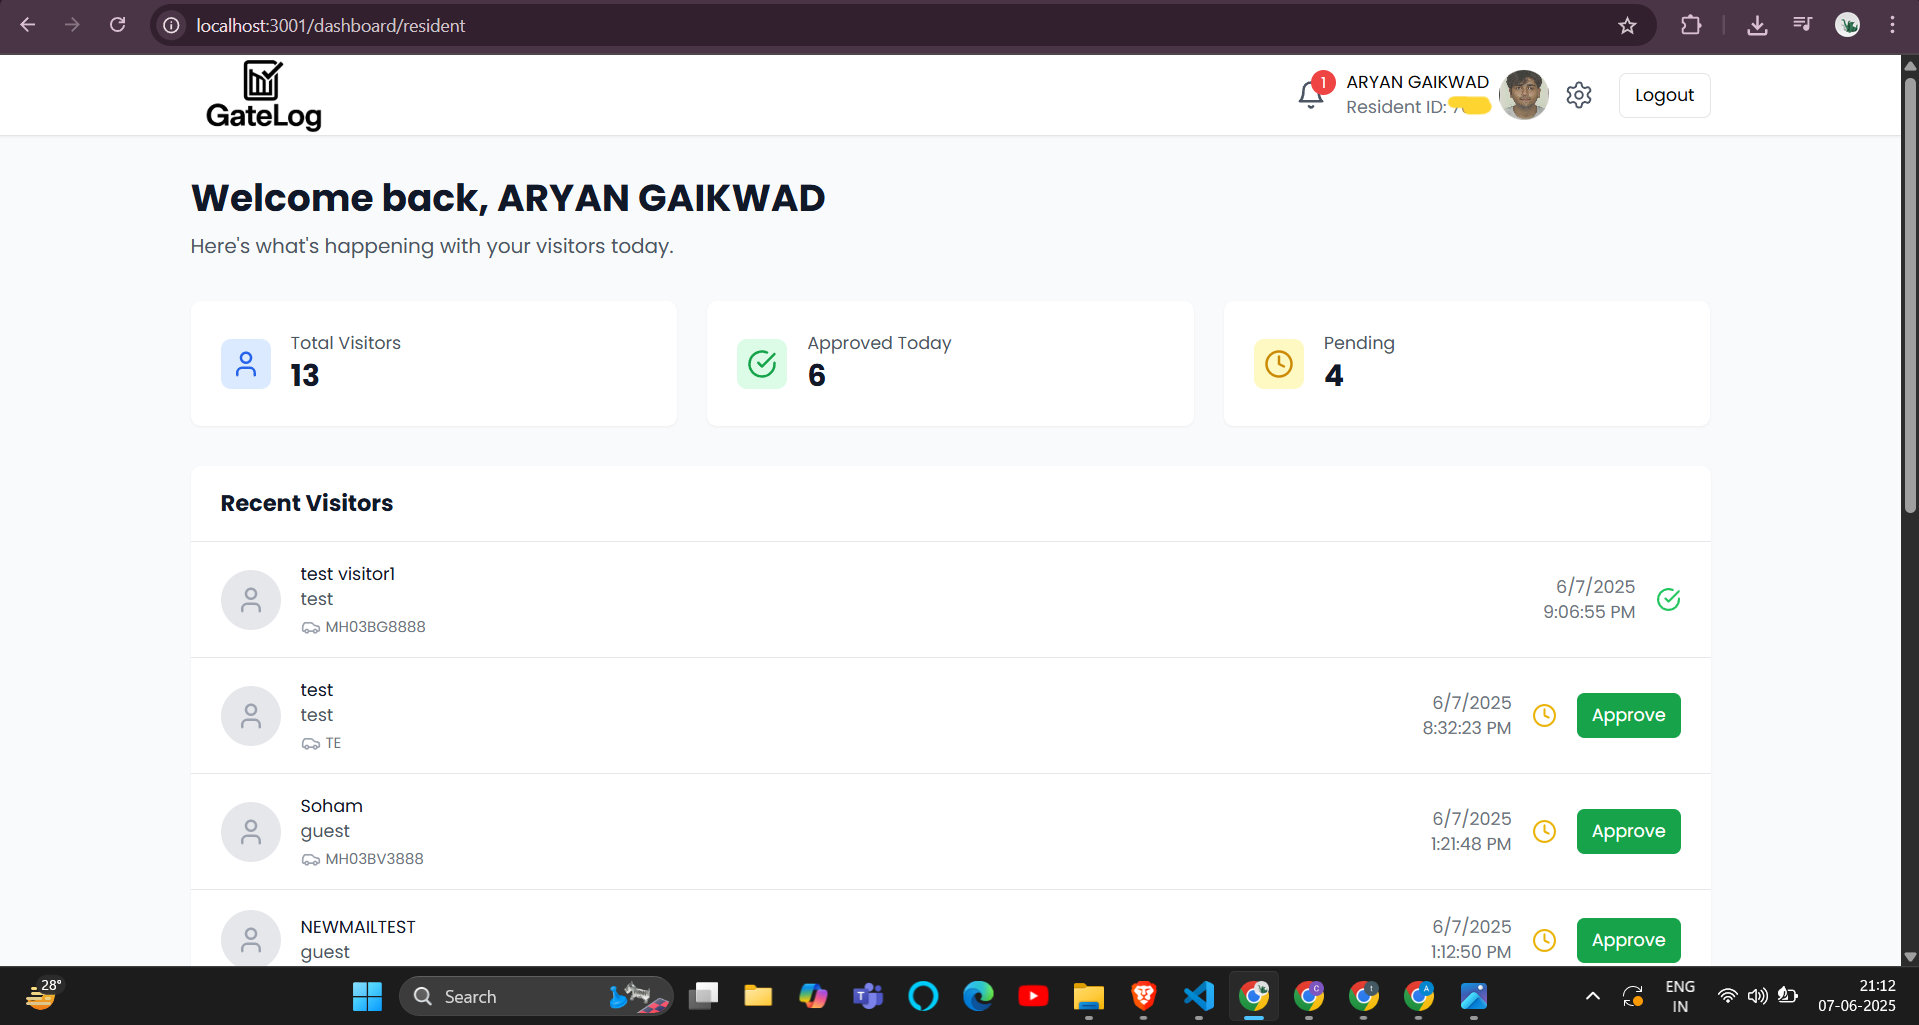 localhost:3001/dashboard/resident
GateLog
1
ARYAN GAIKWAD
Resident ID:
Logout
Welcome back, ARYAN GAIKWAD
Here's what's happening with your visitors today.
Total Visitors
13
Approved Today
6
Pending
4
Recent Visitors
test visitor1
test
MH03BG8888
6/7/2025
9:06:55 PM
test
test
TE
6/7/2025
8:32:23 PM
Approve
Soham
guest
MH03BV3888
6/7/2025
1:21:48 PM
Approve
NEWMAILTEST
guest
6/7/2025
1:12:50 PM
Approve
28°
Search
ENG
IN
21:12
07-06-2025